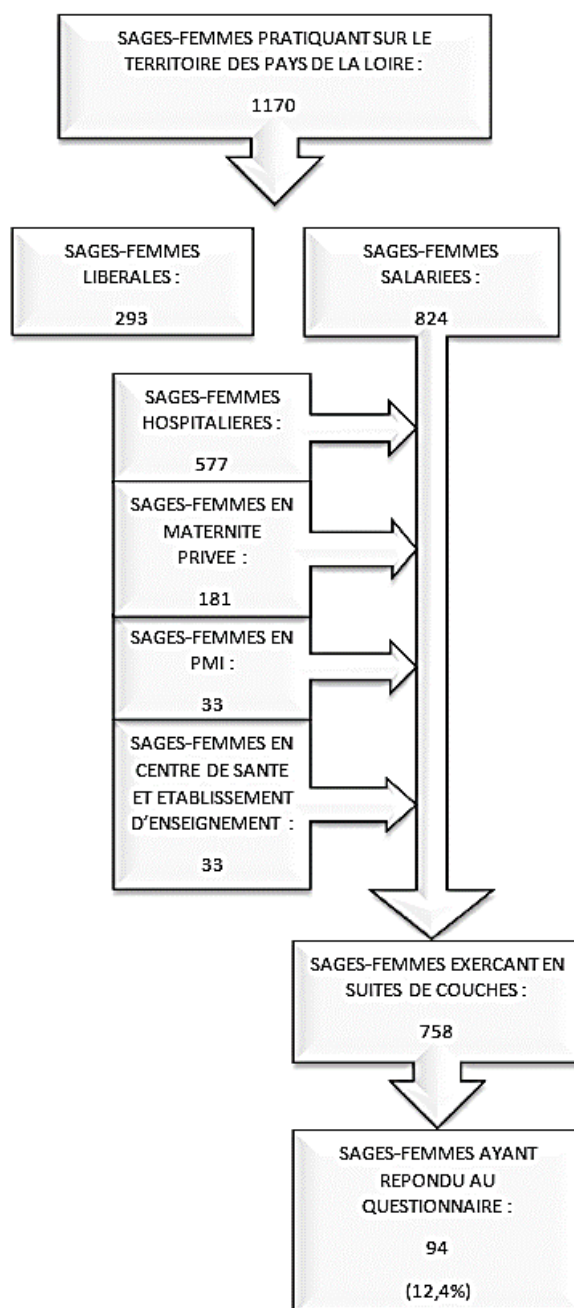 SAGES-FEMMES PRATIQUANT SUR LE
TERRITOIRE DES PAYS DE LA LOIRE :
1170
SAGES-FEMMES
LIBERALES :
293
SAGES-FEMMES
SALARIEES :
824
SAGES-FEMMES
HOSPITALIERES :
577
SAGES-FEMMES EN
MATERNITE
PRIVEE :
181
SAGES-FEMMES EN
PMI :
33
SAGES-FEMMES EN
CENTRE DE SANTE
ET ETABLISSEMENT
D'ENSEIGNEMENT :
33
SAGES-FEMMES EXERCANT EN
SUITES DE COUCHES :
758
SAGES-FEMMES AYANT
REPONDU AU
QUESTIONNAIRE :
94
(12,4%)